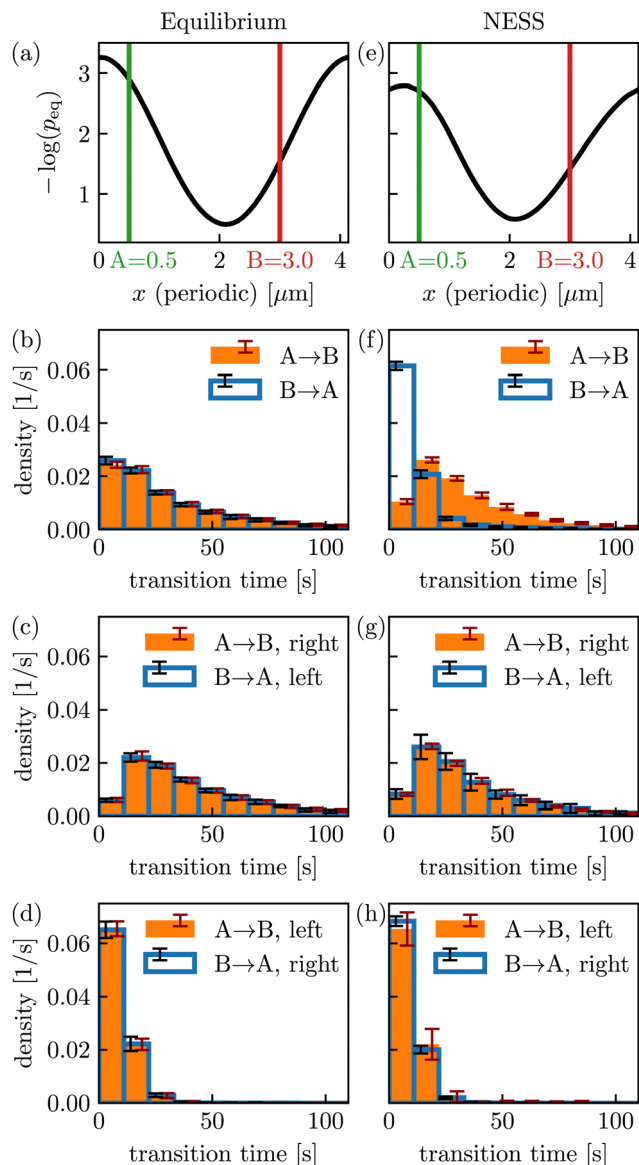 Equilibrium
NESS
(a)
(e)
−log(p_eq)
3
2
1
0
A=0.5
2
B=3.0
4
x (periodic) [μm]
0
A=0.5
2
B=3.0
4
x (periodic) [μm]
(b)
A→B
B→A
density [1/s]
0.06
0.04
0.02
0.00
0
50
100
transition time [s]
(f)
A→B
B→A
0
50
100
transition time [s]
(c)
A→B, right
B→A, left
density [1/s]
0.06
0.04
0.02
0.00
0
50
100
transition time [s]
(g)
A→B, right
B→A, left
0
50
100
transition time [s]
(d)
A→B, left
B→A, right
density [1/s]
0.06
0.04
0.02
0.00
0
50
100
transition time [s]
(h)
A→B, left
B→A, right
0
50
100
transition time [s]